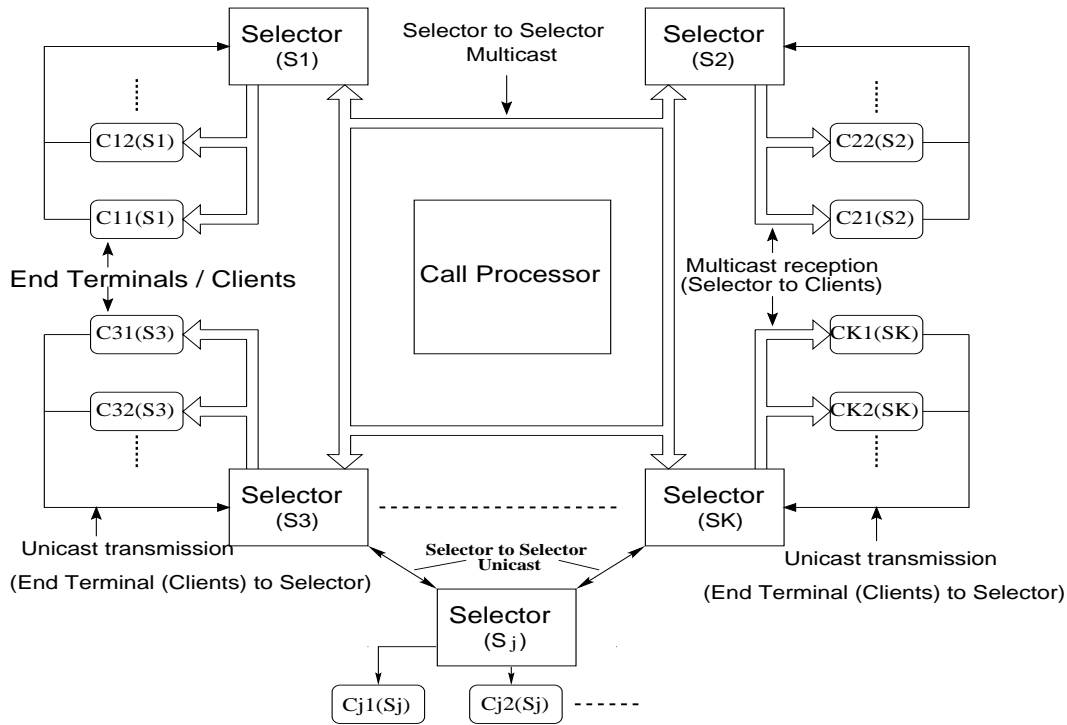 Selector
(S1)
Selector to Selector
Multicast
Selector
(S2)
C12(S1)
C22(S2)
C11(S1)
C21(S2)
End Terminals / Clients
Call Processor
Multicast reception
(Selector to Clients)
C31(S3)
CK1(SK)
C32(S3)
CK2(SK)
Selector
(S3)
Selector
(SK)
Unicast transmission
(End Terminal (Clients) to Selector)
Selector to Selector
Unicast
Unicast transmission
(End Terminal (Clients) to Selector)
Selector
(S j)
Cj1(Sj)
Cj2(Sj)